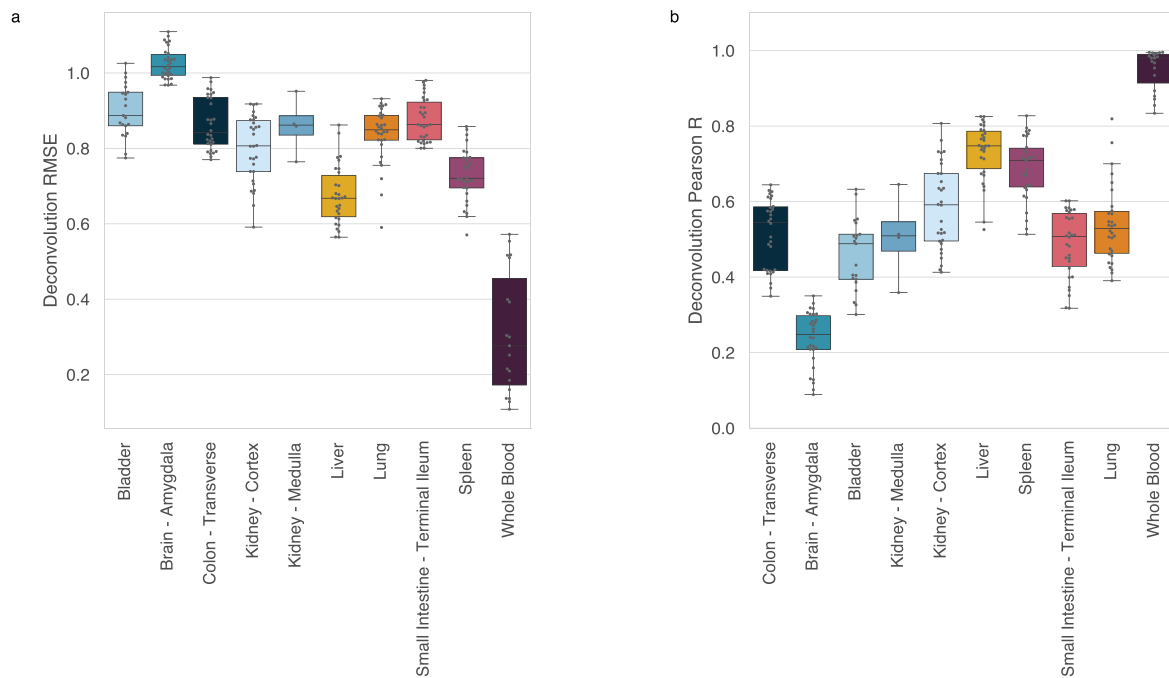 a
Deconvolution RMSE
1.0
0.8
0.6
0.4
0.2
Bladder
Brain - Amygdala
Colon - Transverse
Kidney - Cortex
Kidney - Medulla
Liver
Lung
Small Intestine - Terminal Ileum
Spleen
Whole Blood
b
Deconvolution Pearson R
1.0
0.8
0.6
0.4
0.2
0.0
Colon - Transverse
Brain - Amygdala
Bladder
Kidney - Medulla
Kidney - Cortex
Liver
Spleen
Small Intestine - Terminal Ileum
Lung
Whole Blood